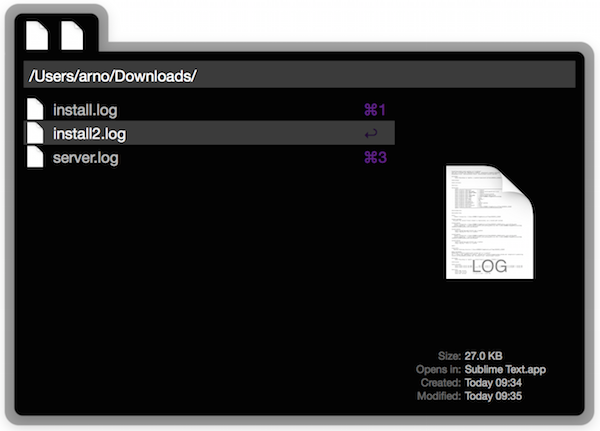 /Users/arno/Downloads/
install.log ⌘1
install2.log ↩
server.log ⌘3
LOG
Size: 27.0 KB
Opens in: Sublime Text.app
Created: Today 09:34
Modified: Today 09:35